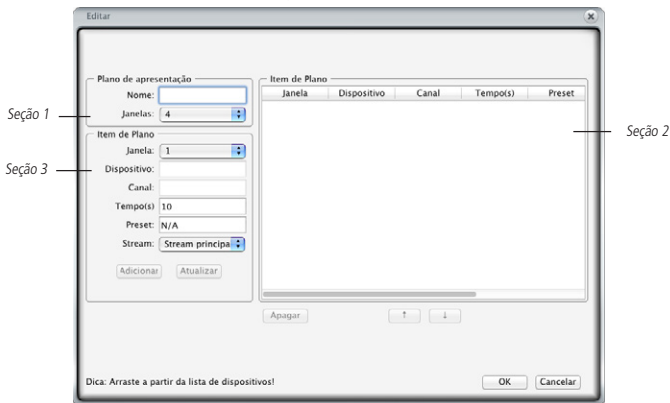 Editar
Plano de apresentação
Nome:
Janelas: 4
Item de Plano
Janela: 1
Dispositivo:
Canal:
Tempo(s) 10
Preset: N/A
Stream: Stream principa
Adicionar Atualizar
Item de Plano
Janela Dispositivo Canal Tempo(s) Preset
Apagar ↑ ↓
Dica: Arraste a partir da lista de dispositivos!
OK Cancelar
Seção 1
Seção 2
Seção 3